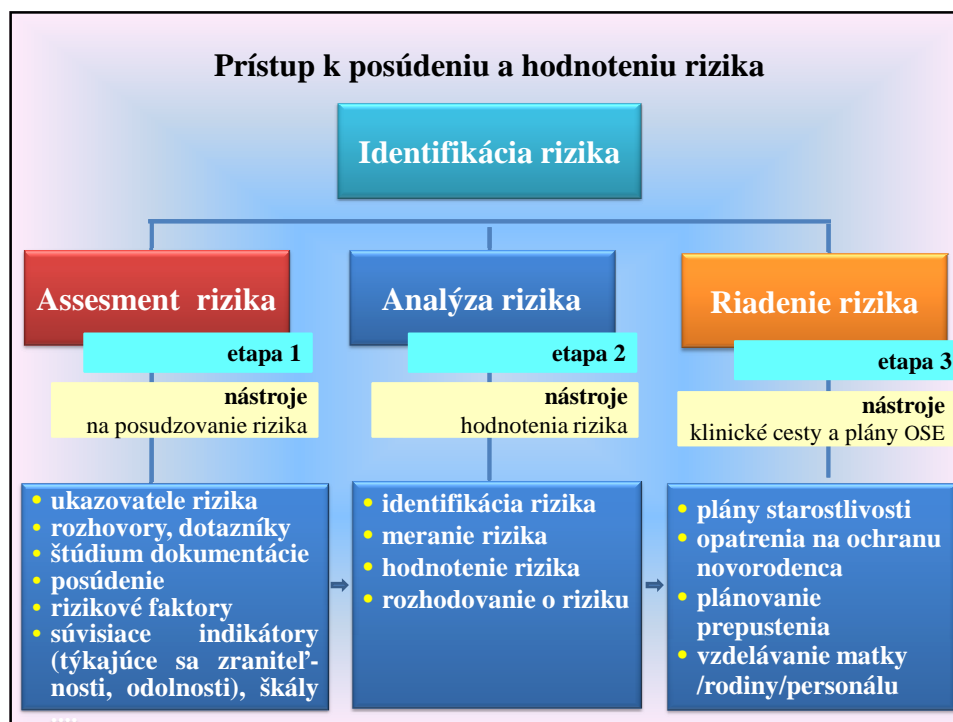 Prístup k posúdeniu a hodnoteniu rizika
Identifikácia rizika
Assesment rizika
etapa 1
nástroje
na posudzovanie rizika
• ukazovatele rizika
• rozhovory, dotazníky
• štúdium dokumentácie
• posúdenie
• rizikové faktory
• súvisiace indikátory
(týkajúce sa zraniteľ-
nosti, odolnosti), škály
....
Analýza rizika
etapa 2
nástroje
hodnotenia rizika
• identifikácia rizika
• meranie rizika
• hodnotenie rizika
• rozhodovanie o riziku
Riadenie rizika
etapa 3
nástroje
klinické cesty a plány OSE
• plány starostlivosti
• opatrenia na ochranu
novorodenca
• plánovanie
prepustenia
• vzdelávanie matky
/rodiny/personálu